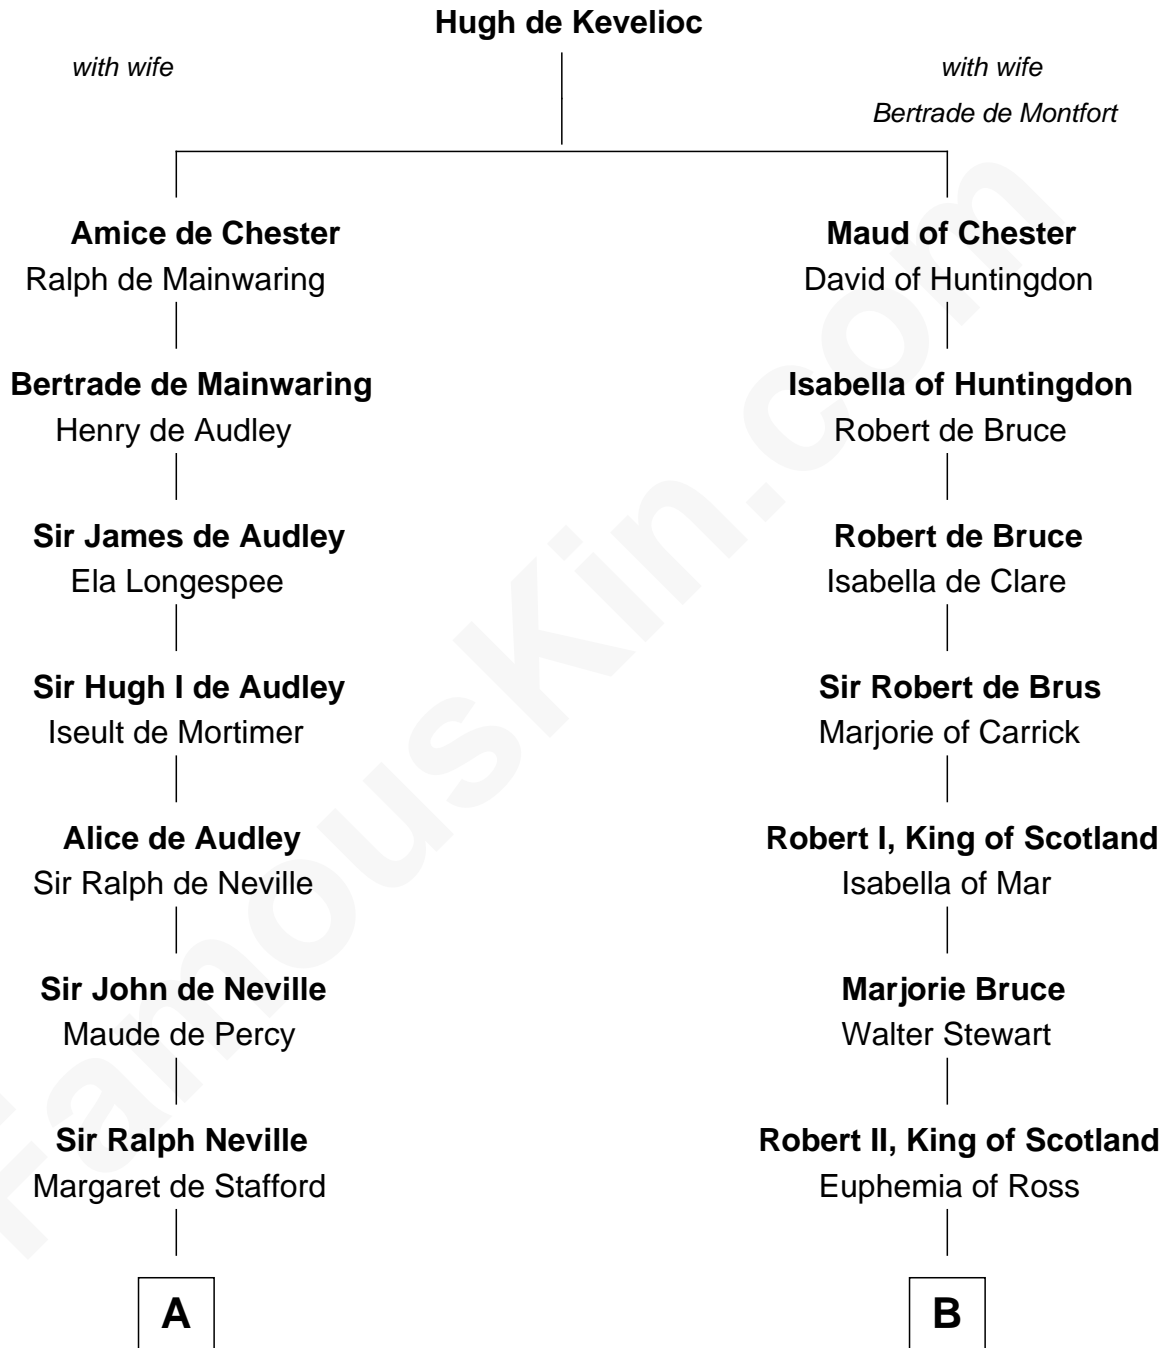 Hugh de Kevelioc
with wife
with wife
Bertrade de Montfort
Amice de Chester
Ralph de Mainwaring
Maud of Chester
David of Huntingdon
Bertrade de Mainwaring
Henry de Audley
Isabella of Huntingdon
Robert de Bruce
Sir James de Audley
Ela Longespee
Robert de Bruce
Isabella de Clare
Sir Hugh I de Audley
Iseult de Mortimer
Sir Robert de Brus
Marjorie of Carrick
Alice de Audley
Sir Ralph de Neville
Robert I, King of Scotland
Isabella of Mar
Sir John de Neville
Maude de Percy
Marjorie Bruce
Walter Stewart
Sir Ralph Neville
Margaret de Stafford
Robert II, King of Scotland
Euphemia of Ross
A
B
FamousKin.com